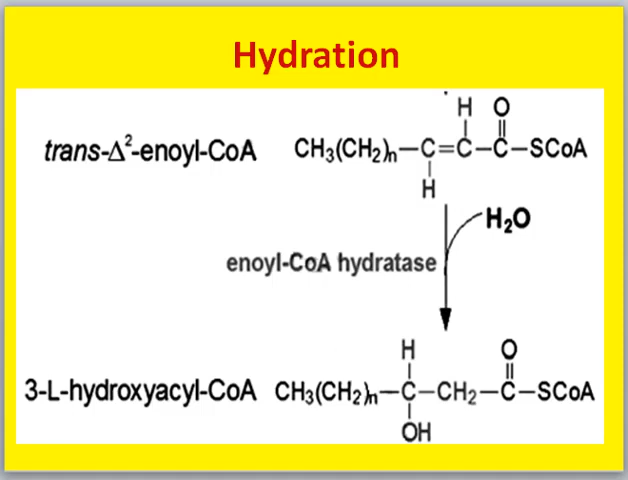 Hydration
H O
trans-Δ²-enoyl-CoA CH₃(CH₂)ₙ–C=C–C–SCoA
H
H₂O
enoyl-CoA hydratase
H O
3-L-hydroxyacyl-CoA CH₃(CH₂)ₙ–C–CH₂–C–SCoA
OH